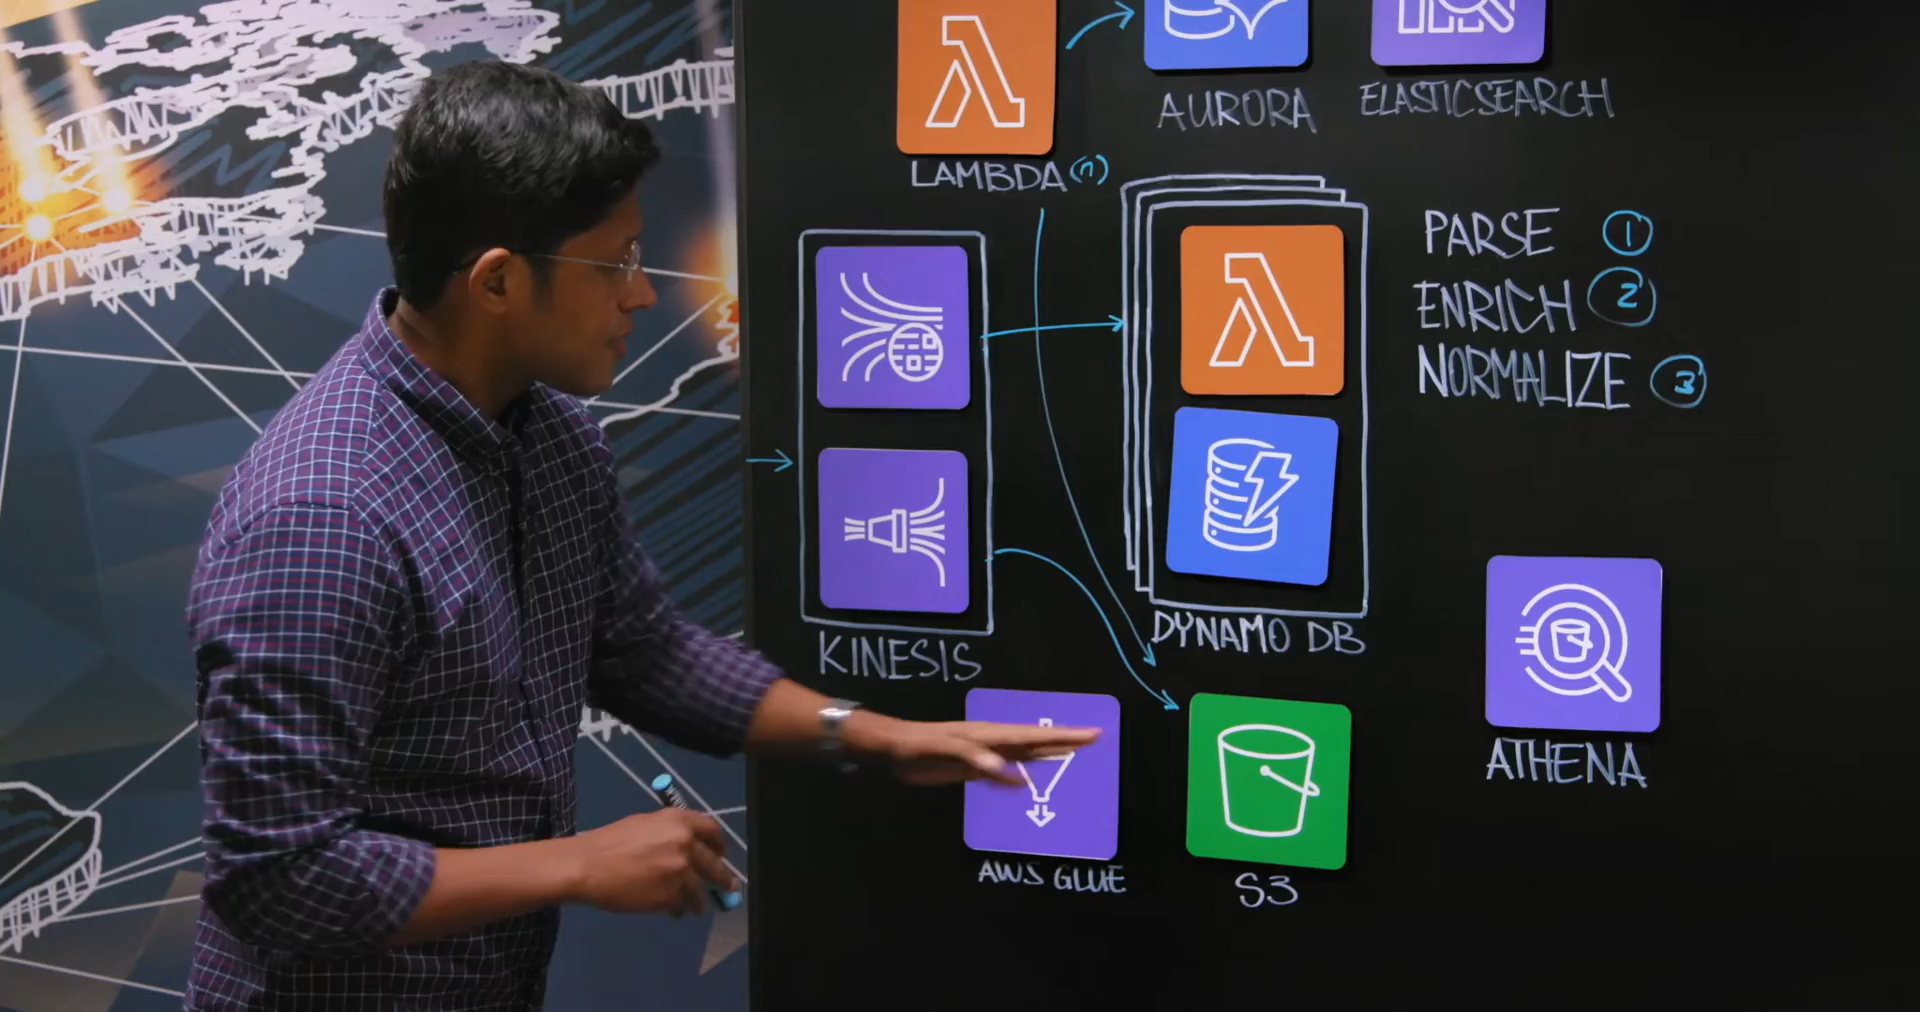 AURORA
ELASTICSEARCH
LAMBDA (n)
PARSE 1
ENRICH 2
NORMALIZE 3
KINESIS
DYNAMO DB
ATHENA
AWS GLUE
S3